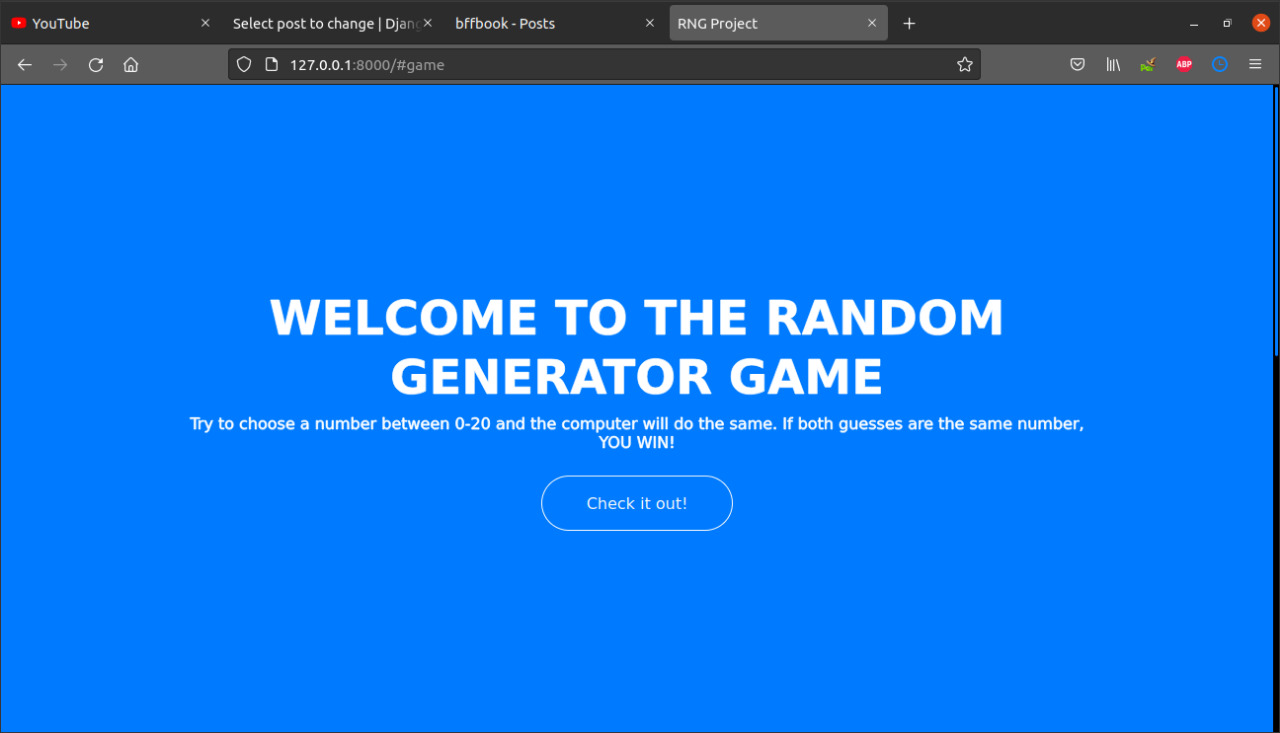 YouTube
Select post to change | Djang
bffbook - Posts
RNG Project
127.0.0.1:8000/#game
ABP
WELCOME TO THE RANDOM
GENERATOR GAME
Try to choose a number between 0-20 and the computer will do the same. If both guesses are the same number,
YOU WIN!
Check it out!